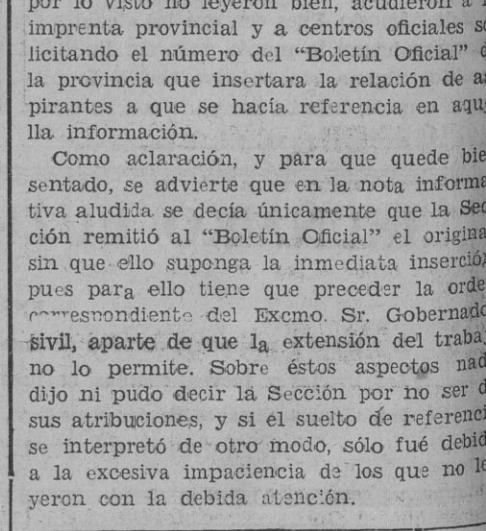 por lo visto no leyeron bien, acudieron a
imprenta provincial y a centros oficiales so
licitando el número del “Boletín Oficial” d
la provincia que insertara la relación de as
pirantes a que se hacía referencia en aqu
lla información.
Como aclaración, y para que quede bie
sentado, se advierte que en la nota informa
tiva aludida se decía únicamente que la Sec
ción remitió al “Boletín Oficial” el origina
sin que ello suponga la inmediata inserció
pues para ello tiene que preceder la orde
correspondiente del Excmo. Sr. Gobernado
sivil, aparte de que la extensión del traba
no lo permite. Sobre éstos aspectos nad
dijo ni pudo decir la Sección por no ser d
sus atribuciones, y si el suelto de referenci
se interpretó de otro modo, sólo fué debid
a la excesiva impaciencia de los que no le
yeron con la debida atención.